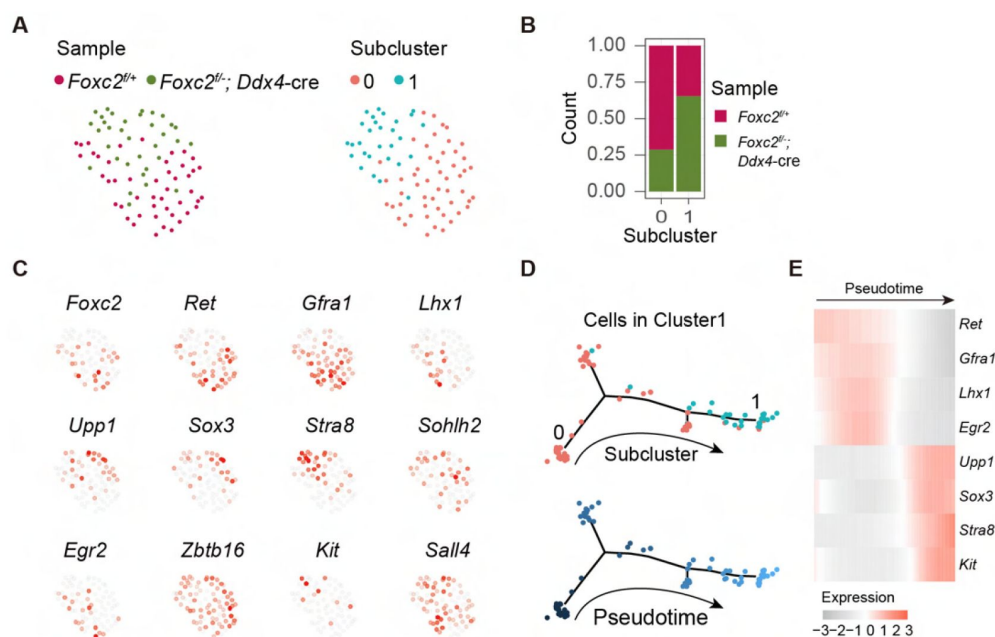 A
Sample
Foxc2f/+ Foxc2f/-; Ddx4-cre
Subcluster
0 1
B
1.00
0.75
0.50
0.25
0.00
Count
0 1
Subcluster
Sample
Foxc2f/+
Foxc2f/-;
Ddx4-cre
C
Foxc2 Ret Gfra1 Lhx1
Upp1 Sox3 Stra8 Sohlh2
Egr2 Zbtb16 Kit Sall4
D
Cells in Cluster1
0
1
Subcluster
Pseudotime
E
Pseudotime
Ret
Gfra1
Lhx1
Egr2
Upp1
Sox3
Stra8
Kit
Expression
−3−2−1 0 1 2 3